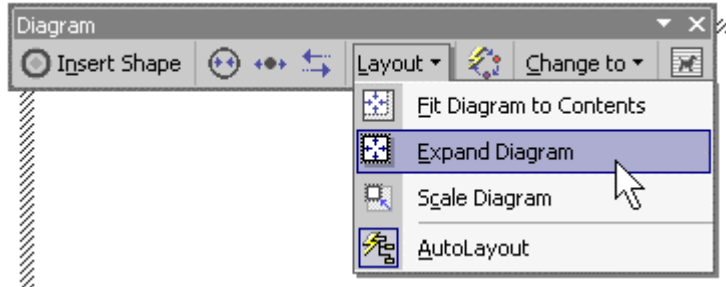 Diagram
Insert Shape Layout Change to
Fit Diagram to Contents
Expand Diagram
Scale Diagram
AutoLayout